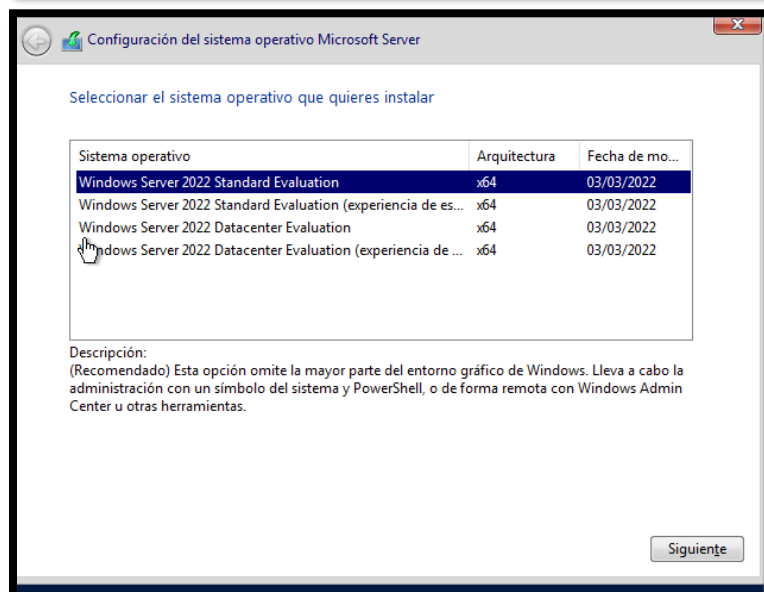 Configuración del sistema operativo Microsoft Server
Seleccionar el sistema operativo que quieres instalar
Sistema operativo Arquitectura Fecha de mo...
Windows Server 2022 Standard Evaluation x64 03/03/2022
Windows Server 2022 Standard Evaluation (experiencia de es... x64 03/03/2022
Windows Server 2022 Datacenter Evaluation x64 03/03/2022
Windows Server 2022 Datacenter Evaluation (experiencia de ... x64 03/03/2022
Descripción:
(Recomendado) Esta opción omite la mayor parte del entorno gráfico de Windows. Lleva a cabo la
administración con un símbolo del sistema y PowerShell, o de forma remota con Windows Admin
Center u otras herramientas.
Siguiente